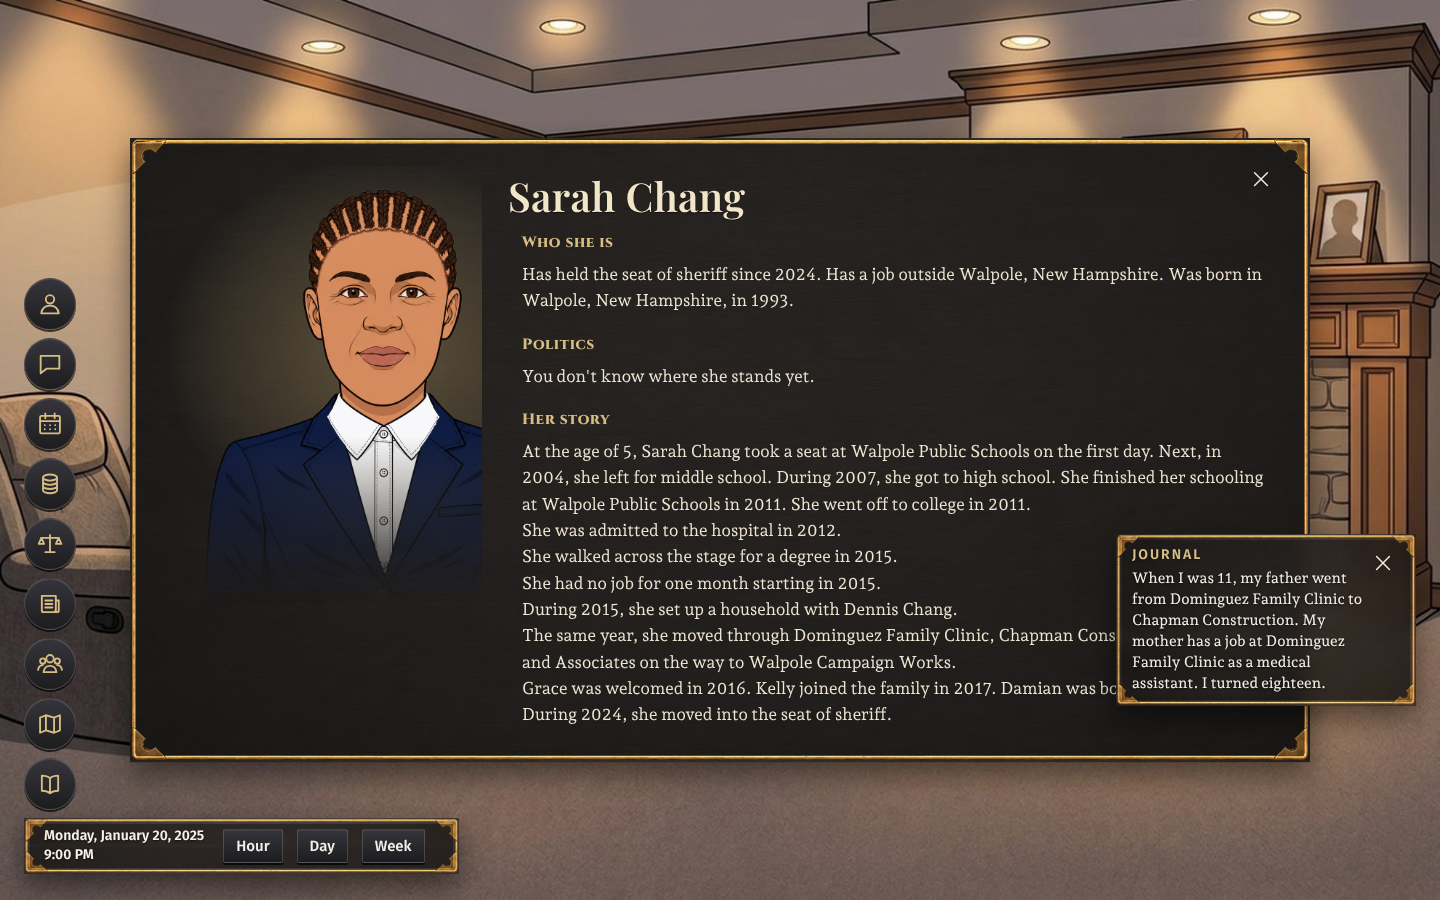 Sarah Chang
Who she is
Has held the seat of sheriff since 2024. Has a job outside Walpole, New Hampshire. Was born in
Walpole, New Hampshire, in 1993.
Politics
You don't know where she stands yet.
Her story
At the age of 5, Sarah Chang took a seat at Walpole Public Schools on the first day. Next, in
2004, she left for middle school. During 2007, she got to high school. She finished her schooling
at Walpole Public Schools in 2011. She went off to college in 2011.
She was admitted to the hospital in 2012.
She walked across the stage for a degree in 2015.
She had no job for one month starting in 2015.
During 2015, she set up a household with Dennis Chang.
The same year, she moved through Dominguez Family Clinic, Chapman Cons
and Associates on the way to Walpole Campaign Works.
Grace was welcomed in 2016. Kelly joined the family in 2017. Damian was
During 2024, she moved into the seat of sheriff.
JOURNAL
When I was 11, my father went
from Dominguez Family Clinic to
Chapman Construction. My
mother has a job at Dominguez
Family Clinic as a medical
assistant. I turned eighteen.
Monday, January 20, 2025
9:00 PM
Hour
Day
Week